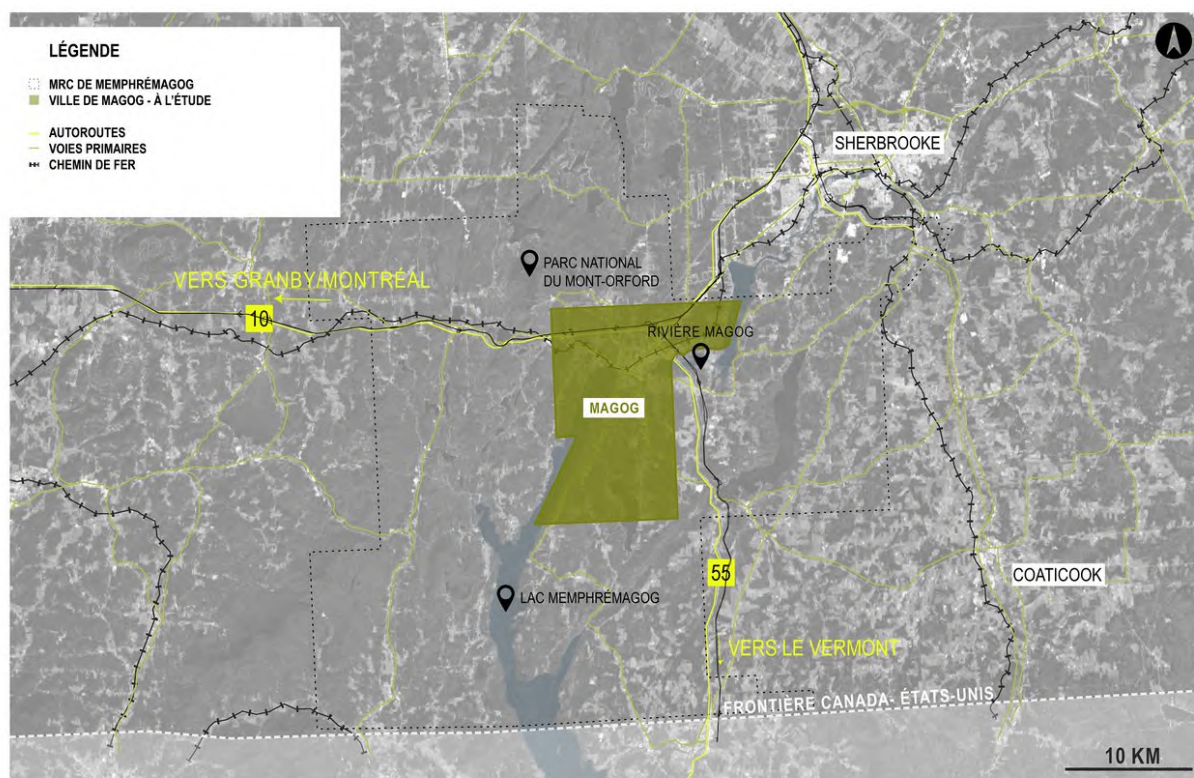 LÉGENDE
MRC DE MEMPHRÉMAGOG
VILLE DE MAGOG - À L'ÉTUDE
AUTOROUTES
VOIES PRIMAIRES
CHEMIN DE FER
SHERBROOKE
PARC NATIONAL
DU MONT-ORFORD
VERS GRANBY/MONTRÉAL
10
RIVIÈRE MAGOG
MAGOG
55
COATICOOK
LAC MEMPHRÉMAGOG
VERS LE VERMONT
FRONTIÈRE CANADA- ÉTATS-UNIS
10 KM